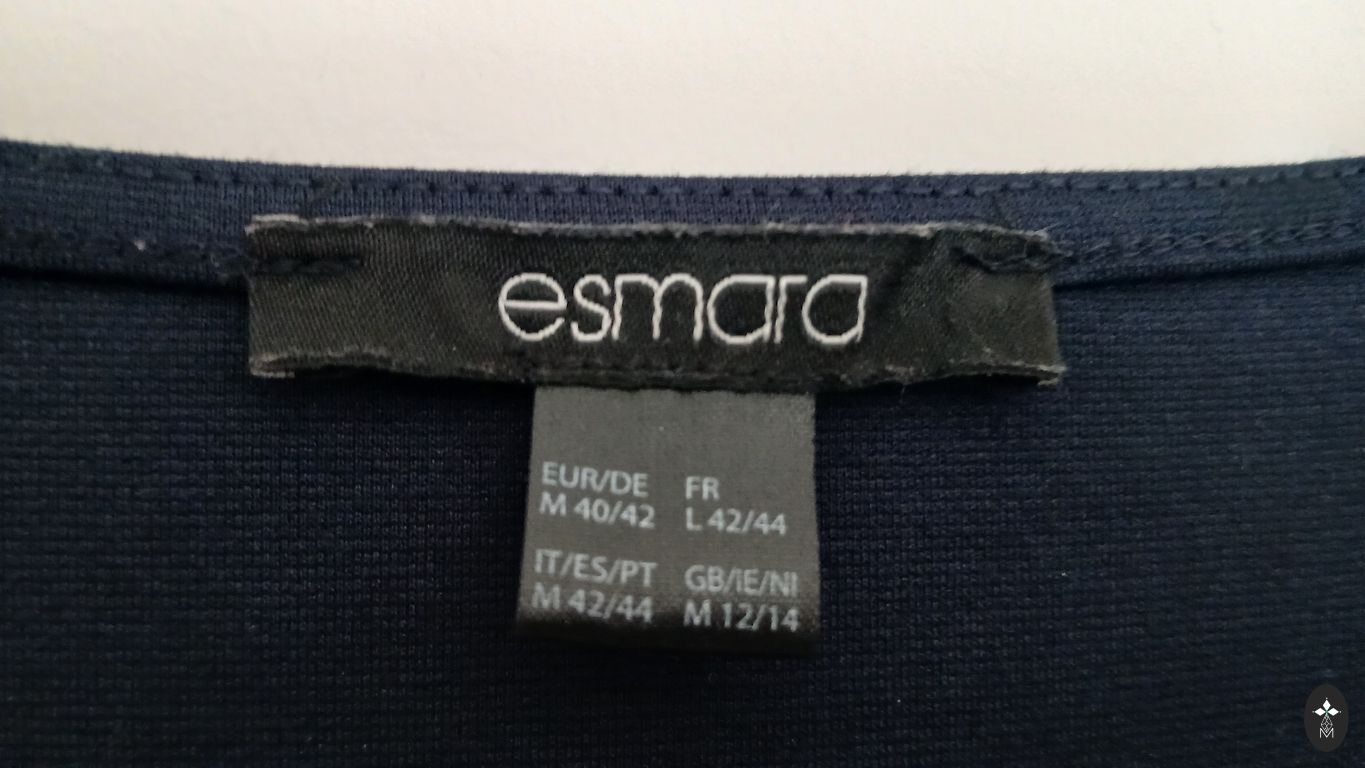 esmara
EUR/DE FR
M 40/42 L 42/44
IT/ES/PT GB/IE/NI
M 42/44 M 12/14
M